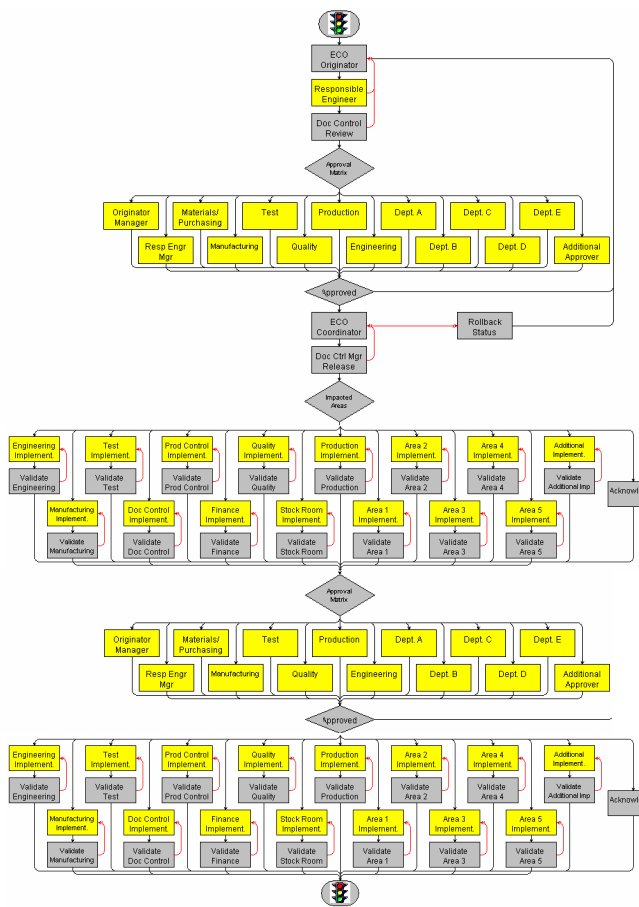 ECO
Originator
Responsible
Engineer
Doc Control
Review
Approval
Matrix
Originator
Manager
Materials/
Purchasing
Test
Production
Dept. A
Dept. C
Dept. E
Resp Engr
Mgr
Manufacturing
Quality
Engineering
Dept. B
Dept. D
Additional
Approver
Approved
ECO
Coordinator
Rollback
Status
Doc Ctrl Mgr
Release
Impacted
Areas
Engineering
Implement.
Test
Implement.
Prod Control
Implement.
Quality
Implement.
Production
Implement.
Area 2
Implement.
Area 4
Implement.
Additional
Implement.
Validate
Engineering
Validate
Test
Validate
Prod Control
Validate
Quality
Validate
Production
Validate
Area 2
Validate
Area 4
Validate
Additional Imp
Acknowl
Manufacturing
Implement.
Doc Control
Implement.
Finance
Implement.
Stock Room
Implement.
Area 1
Implement.
Area 3
Implement.
Area 5
Implement.
Validate
Manufacturing
Validate
Doc Control
Validate
Finance
Validate
Stock Room
Validate
Area 1
Validate
Area 3
Validate
Area 5
Approval
Matrix
Originator
Manager
Materials/
Purchasing
Test
Production
Dept. A
Dept. C
Dept. E
Resp Engr
Mgr
Manufacturing
Quality
Engineering
Dept. B
Dept. D
Additional
Approver
Approved
Engineering
Implement.
Test
Implement.
Prod Control
Implement.
Quality
Implement.
Production
Implement.
Area 2
Implement.
Area 4
Implement.
Additional
Implement.
Validate
Engineering
Validate
Test
Validate
Prod Control
Validate
Quality
Validate
Production
Validate
Area 2
Validate
Area 4
Validate
Additional Imp
Acknowl
Manufacturing
Implement.
Doc Control
Implement.
Finance
Implement.
Stock Room
Implement.
Area 1
Implement.
Area 3
Implement.
Area 5
Implement.
Validate
Manufacturing
Validate
Doc Control
Validate
Finance
Validate
Stock Room
Validate
Area 1
Validate
Area 3
Validate
Area 5